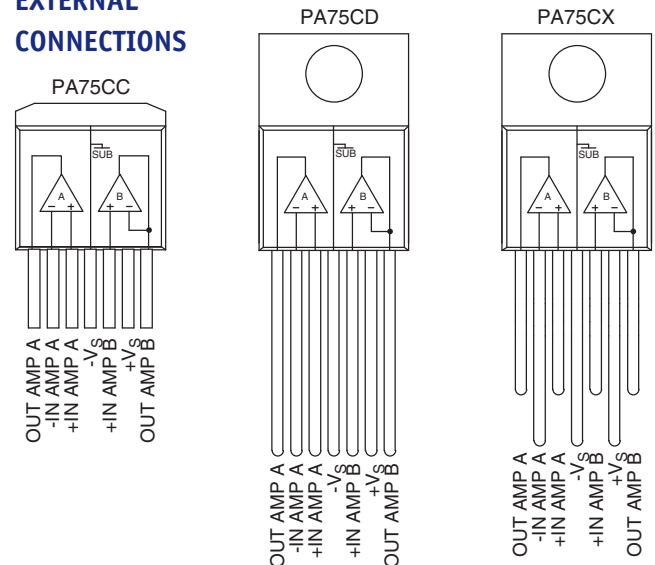 EXTERNAL
CONNECTIONS
PA75CC
SUB
A
B
- +
+ -
OUT AMP A
-IN AMP A
+IN AMP A
-VS
+IN AMP B
+VS
OUT AMP B
PA75CD
SUB
A
B
- +
+ -
OUT AMP A
-IN AMP A
+IN AMP A
-VS
+IN AMP B
+VS
OUT AMP B
PA75CX
SUB
A
B
- +
+ -
OUT AMP A
-IN AMP A
+IN AMP A
-VS
+IN AMP B
+VS
OUT AMP B